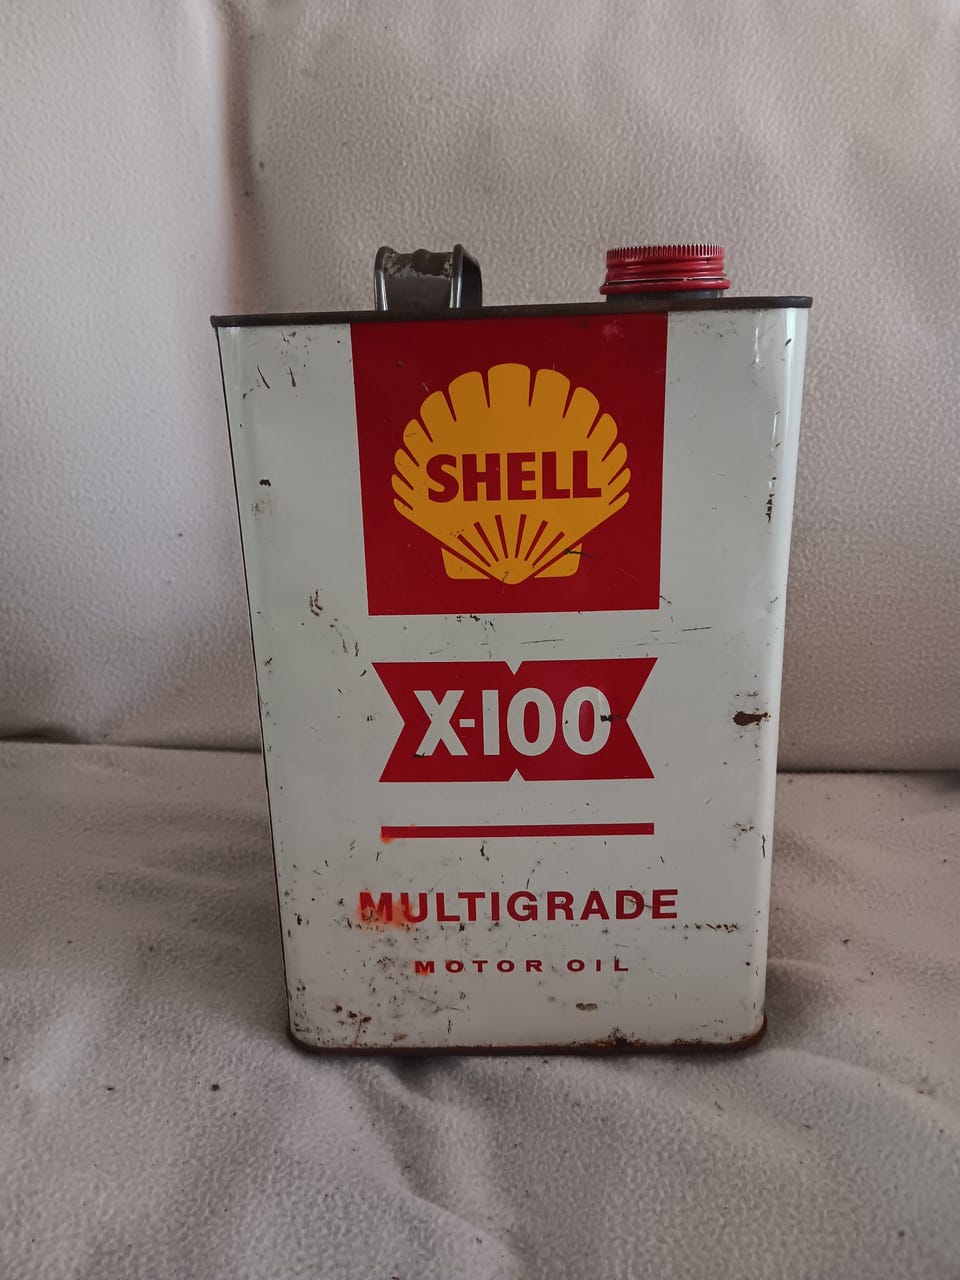 SHELL
X-100
MULTIGRADE
MOTOR OIL